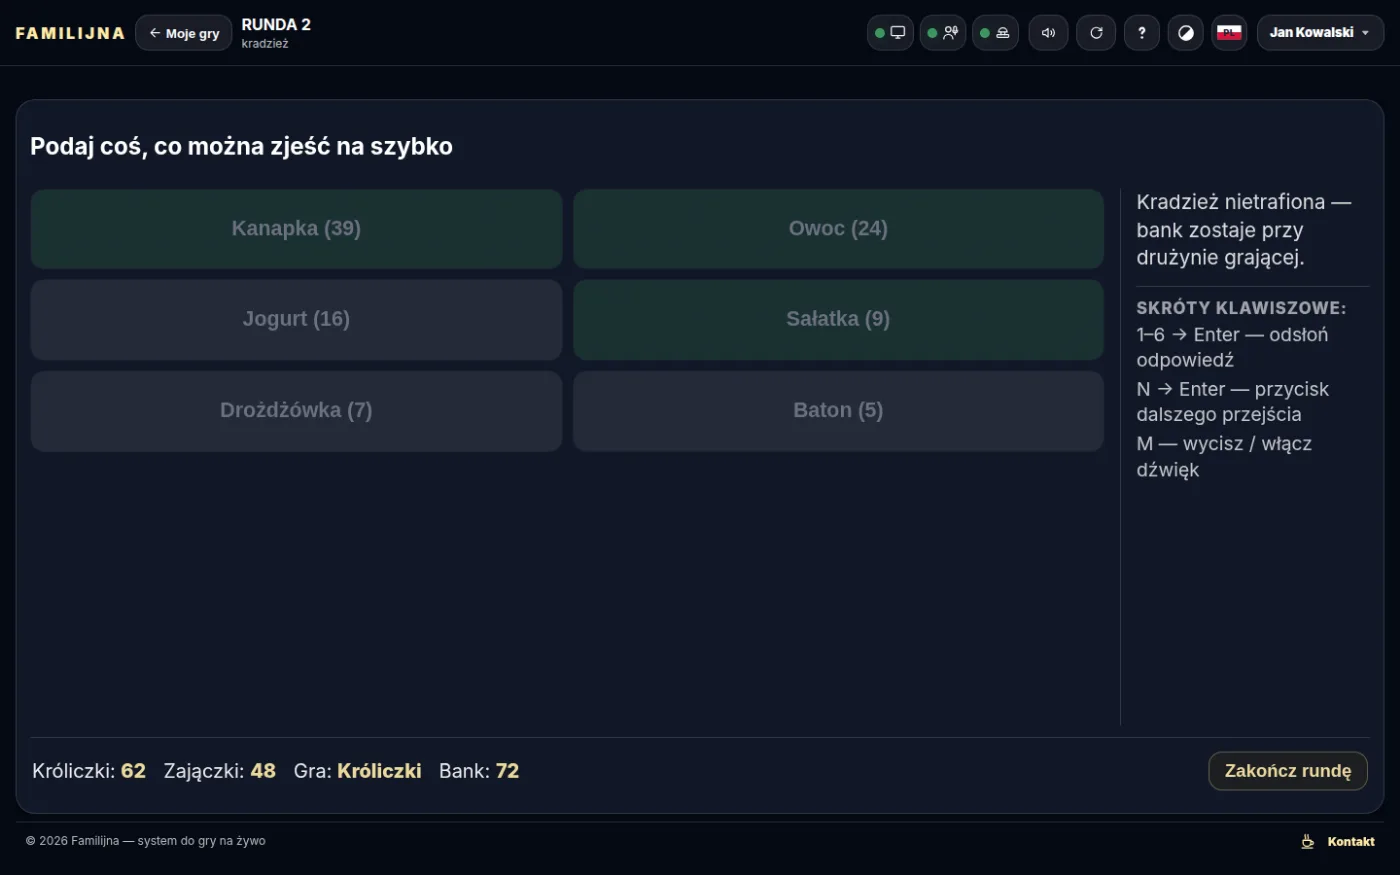 FAMILIJNA
← Moje gry
RUNDA 2
kradzież
?
PL
Jan Kowalski
Podaj coś, co można zjeść na szybko
Kanapka (39)
Owoc (24)
Jogurt (16)
Sałatka (9)
Drożdżówka (7)
Baton (5)
Kradzież nietrafiona —
bank zostaje przy
drużynie grającej.
SKRÓTY KLAWISZOWE:
1–6 → Enter — odsłoń
odpowiedź
N → Enter — przycisk
dalszego przejścia
M — wycisz / włącz
dźwięk
Króliczki: 62 Zajączki: 48 Gra: Króliczki Bank: 72
Zakończ rundę
© 2026 Familijna — system do gry na żywo
Kontakt